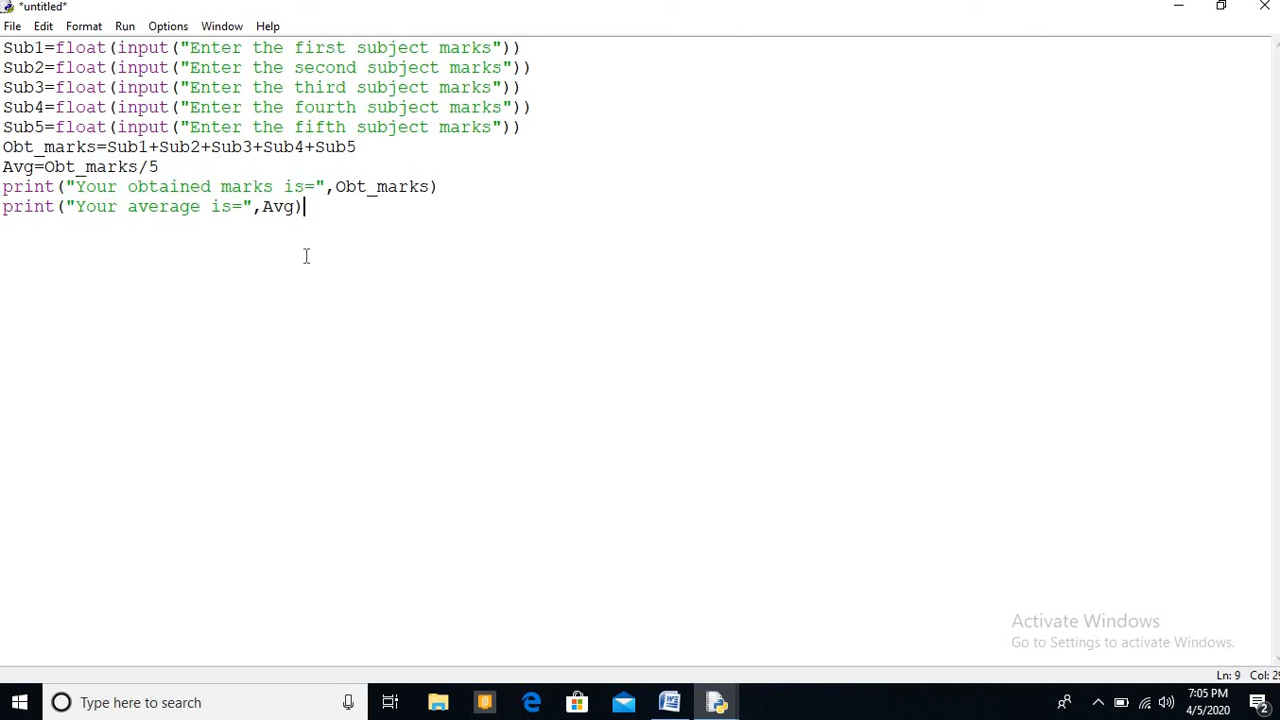 *untitled*
File Edit Format Run Options Window Help
Sub1=float(input("Enter the first subject marks"))
Sub2=float(input("Enter the second subject marks"))
Sub3=float(input("Enter the third subject marks"))
Sub4=float(input("Enter the fourth subject marks"))
Sub5=float(input("Enter the fifth subject marks"))
Obt_marks=Sub1+Sub2+Sub3+Sub4+Sub5
Avg=Obt_marks/5
print("Your obtained marks is=",Obt_marks)
print("Your average is=",Avg)
Activate Windows
Go to Settings to activate Windows.
Ln: 9 Col: 29
Type here to search
7:05 PM
4/5/2020
2